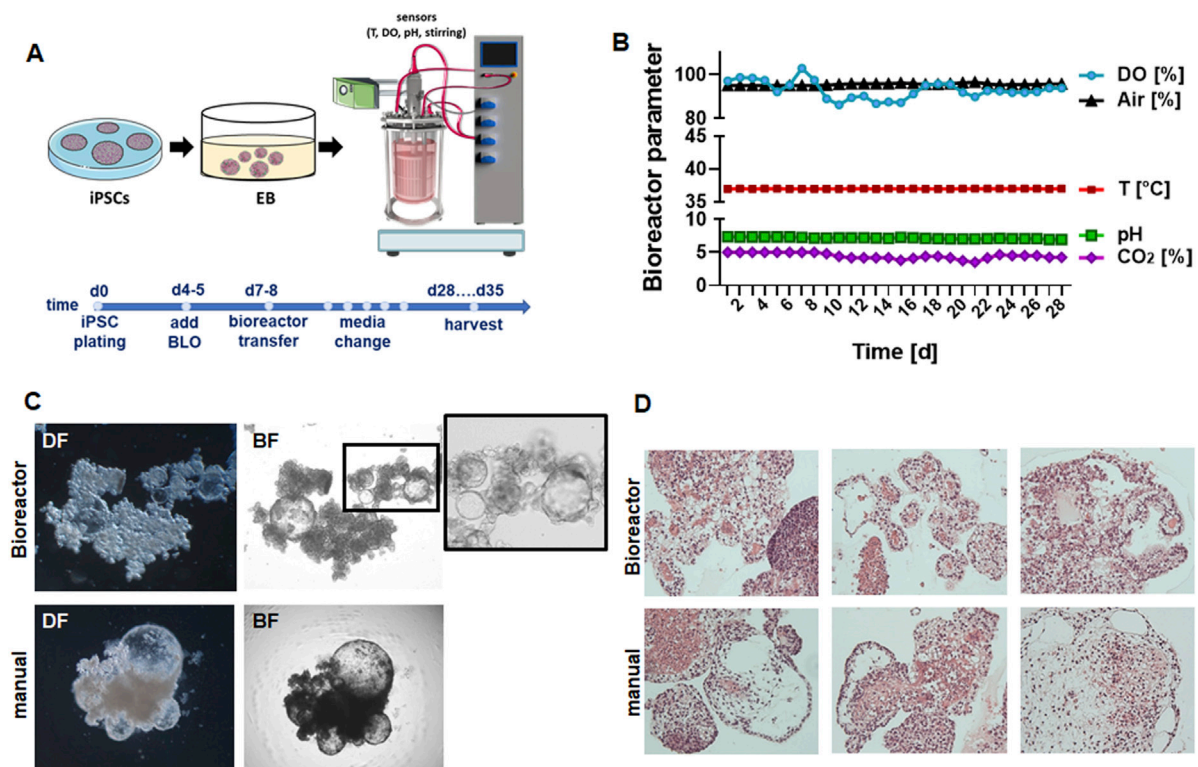 A
sensors
(T, DO, pH, stirring)
iPSCs
EB
time
d0
d4-5
d7-8
d28....d35
iPSC
plating
add
BLO
bioreactor
transfer
media
change
harvest
B
Bioreactor parameter
100
80
45
40
35
10
5
0
2
4
6
8
10
12
14
16
18
20
22
24
26
28
Time [d]
DO [%]
Air [%]
T [°C]
pH
CO₂ [%]
C
Bioreactor
DF
BF
manual
DF
BF
D
Bioreactor
manual